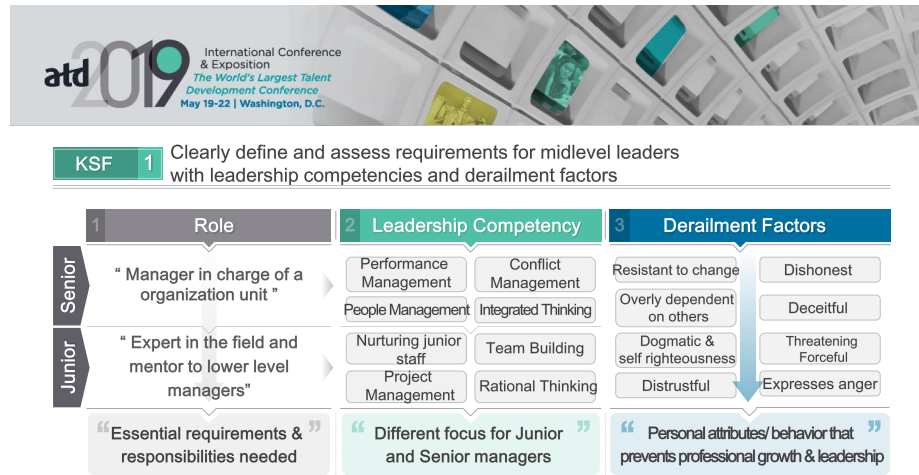 atd 2019
International Conference
& Exposition
The World's Largest Talent
Development Conference
May 19-22 | Washington, D.C.
KSF 1
Clearly define and assess requirements for midlevel leaders
with leadership competencies and derailment factors
1 Role
2 Leadership Competency
3 Derailment Factors
Senior
“ Manager in charge of a
organization unit ”
Performance
Management
Conflict
Management
People Management
Integrated Thinking
Junior
“ Expert in the field and
mentor to lower level
managers”
Nurturing junior
staff
Team Building
Project
Management
Rational Thinking
Resistant to change
Dishonest
Overly dependent
on others
Deceitful
Dogmatic &
self righteousness
Threatening
Forceful
Distrustful
Expresses anger
“Essential requirements & ”
responsibilities needed
“ Different focus for Junior ”
and Senior managers
“ Personal attributes/ behavior that ”
prevents professional growth & leadership